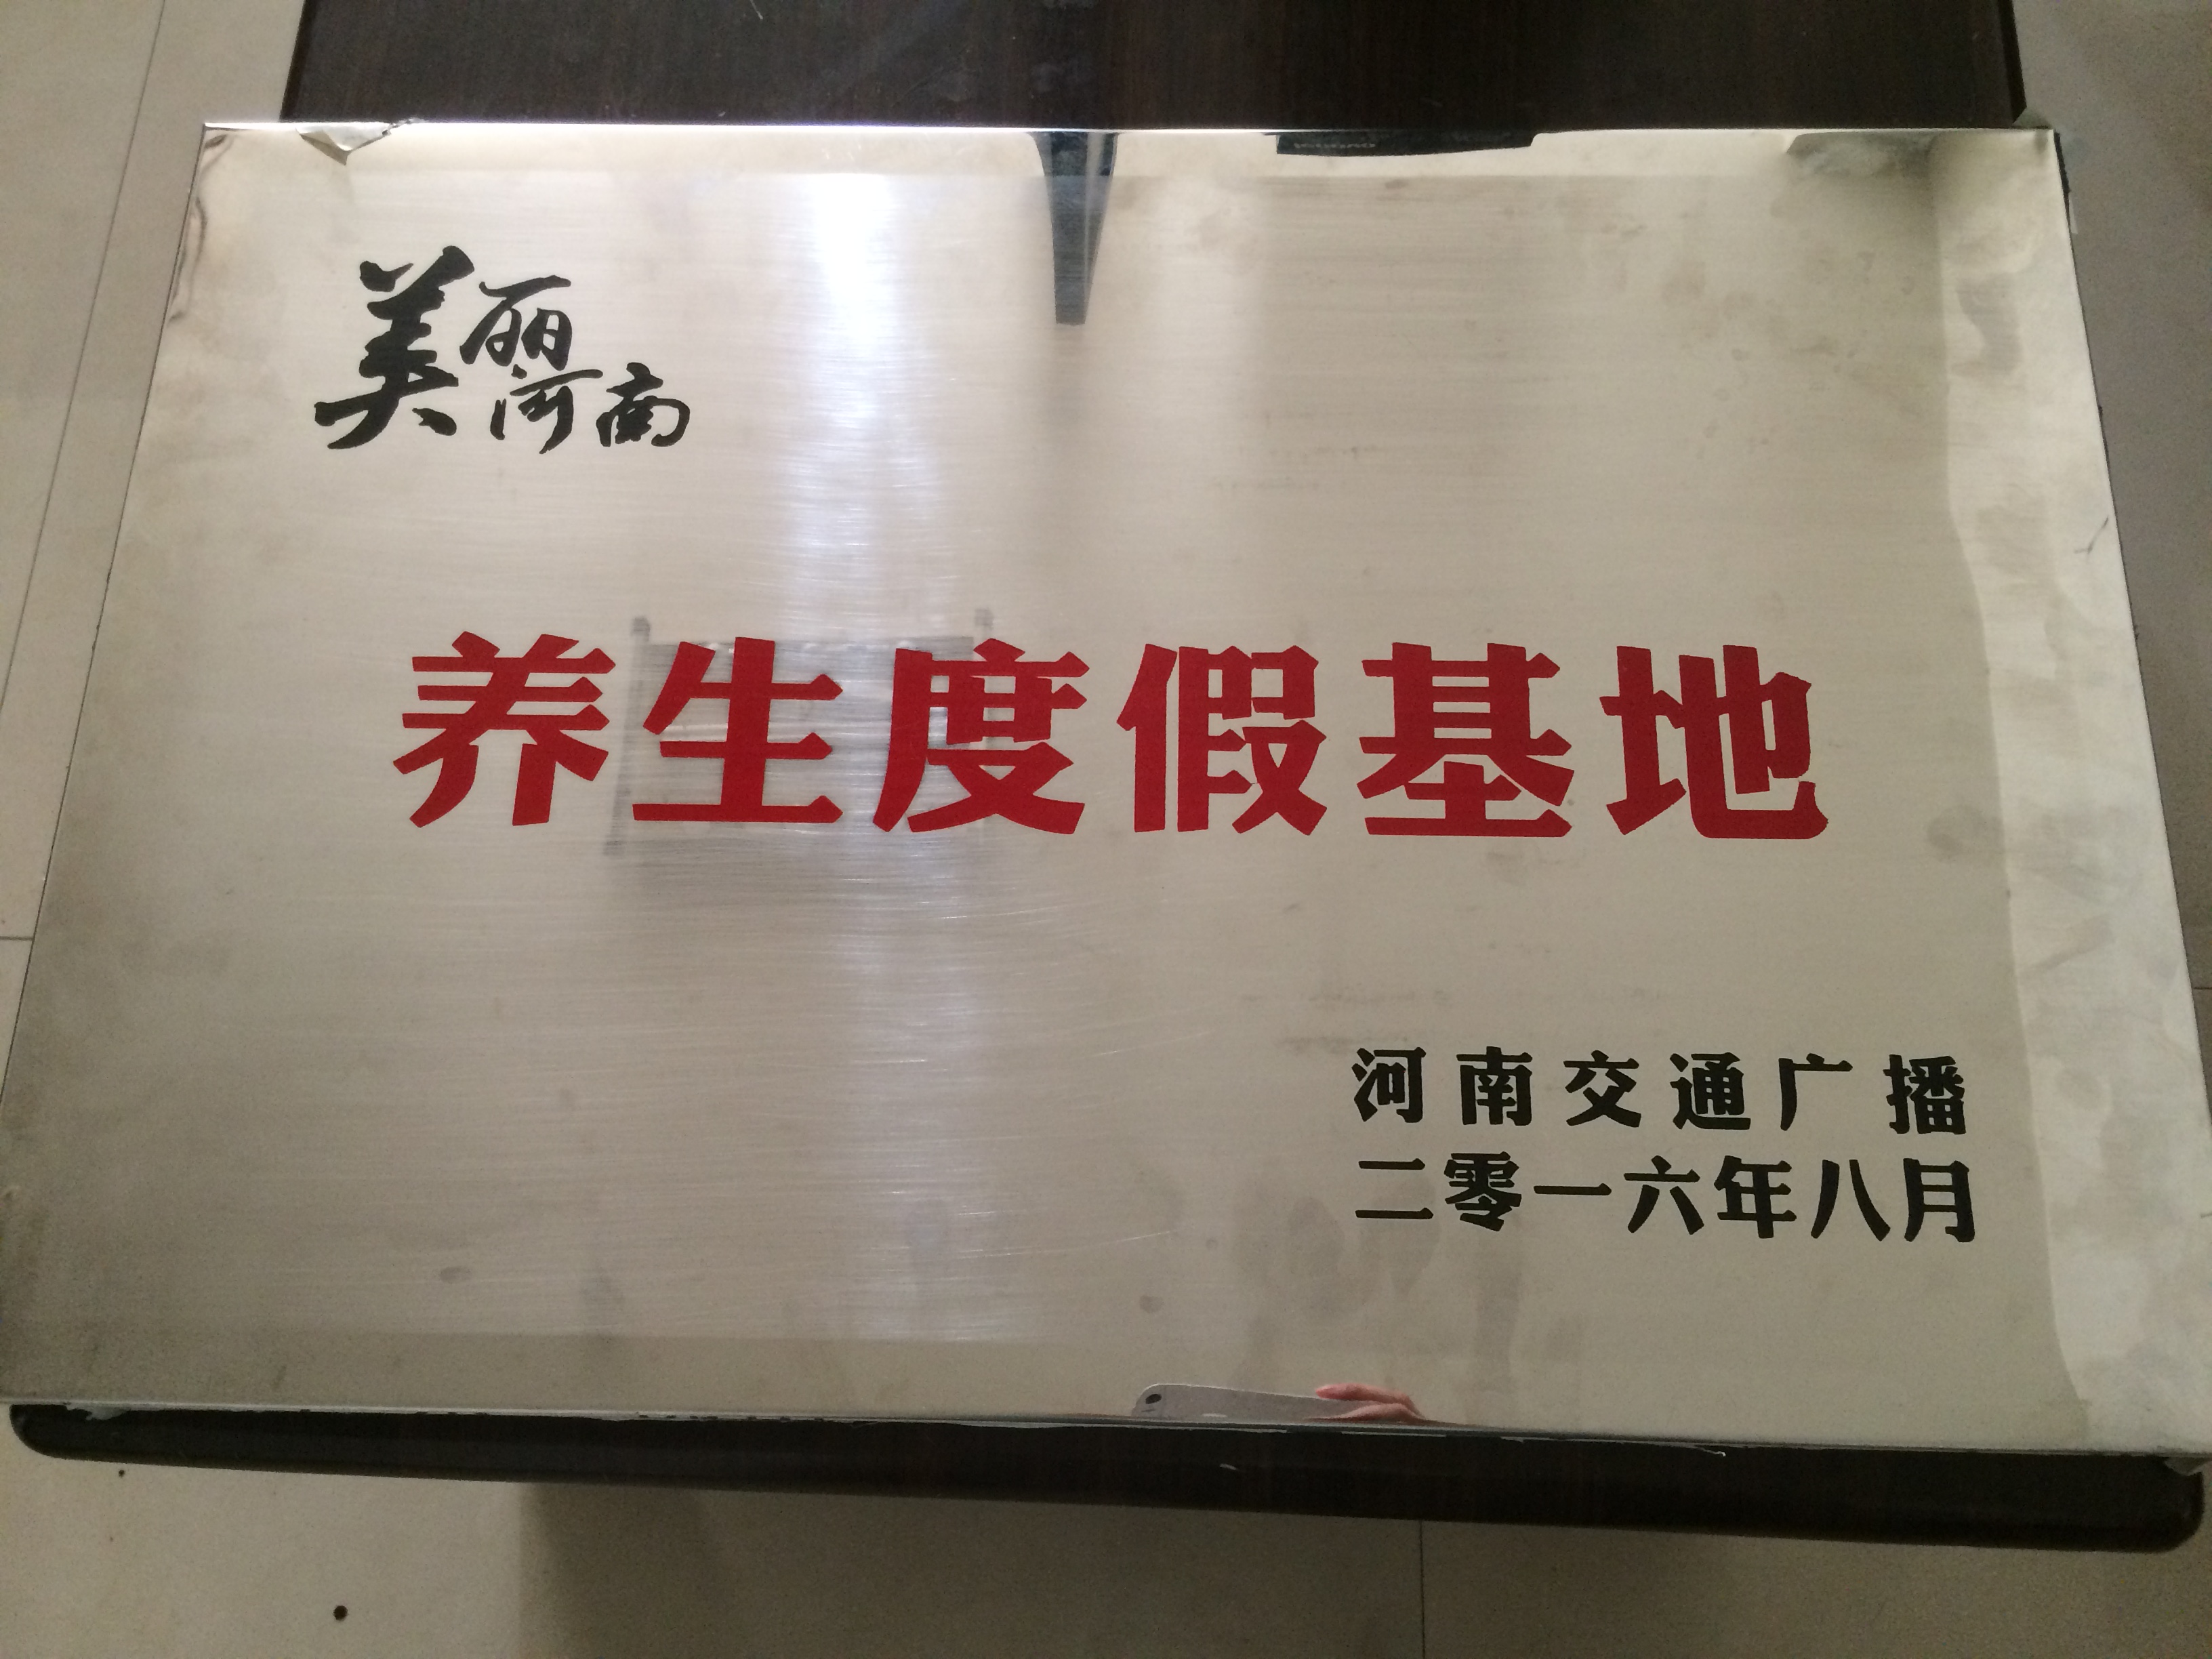 美丽河南
养生度假基地
河南交通广播
二零一六年八月